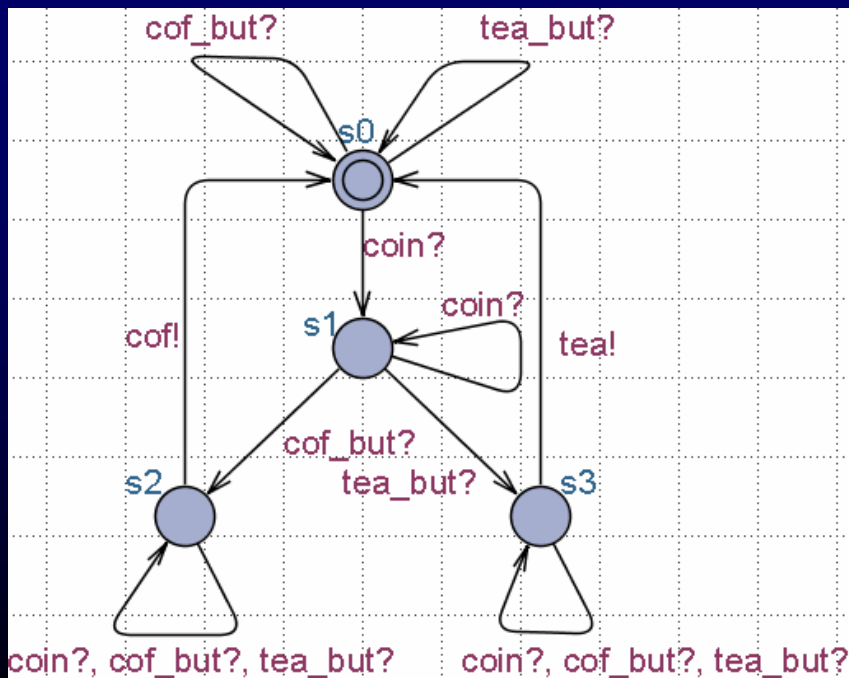 cof_but?
tea_but?
s0
coin?
coin?
s1
cof!
tea!
cof_but?
tea_but?
s2
s3
coin?, cof_but?, tea_but?
coin?, cof_but?, tea_but?